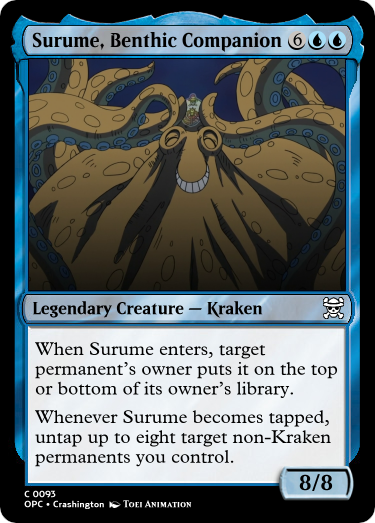 Surume, Benthic Companion 6
Legendary Creature — Kraken
When Surume enters, target
permanent's owner puts it on the top
or bottom of its owner's library.
Whenever Surume becomes tapped,
untap up to eight target non-Kraken
permanents you control.
8/8
C 0093
OPC • Crashington TOEI ANIMATION